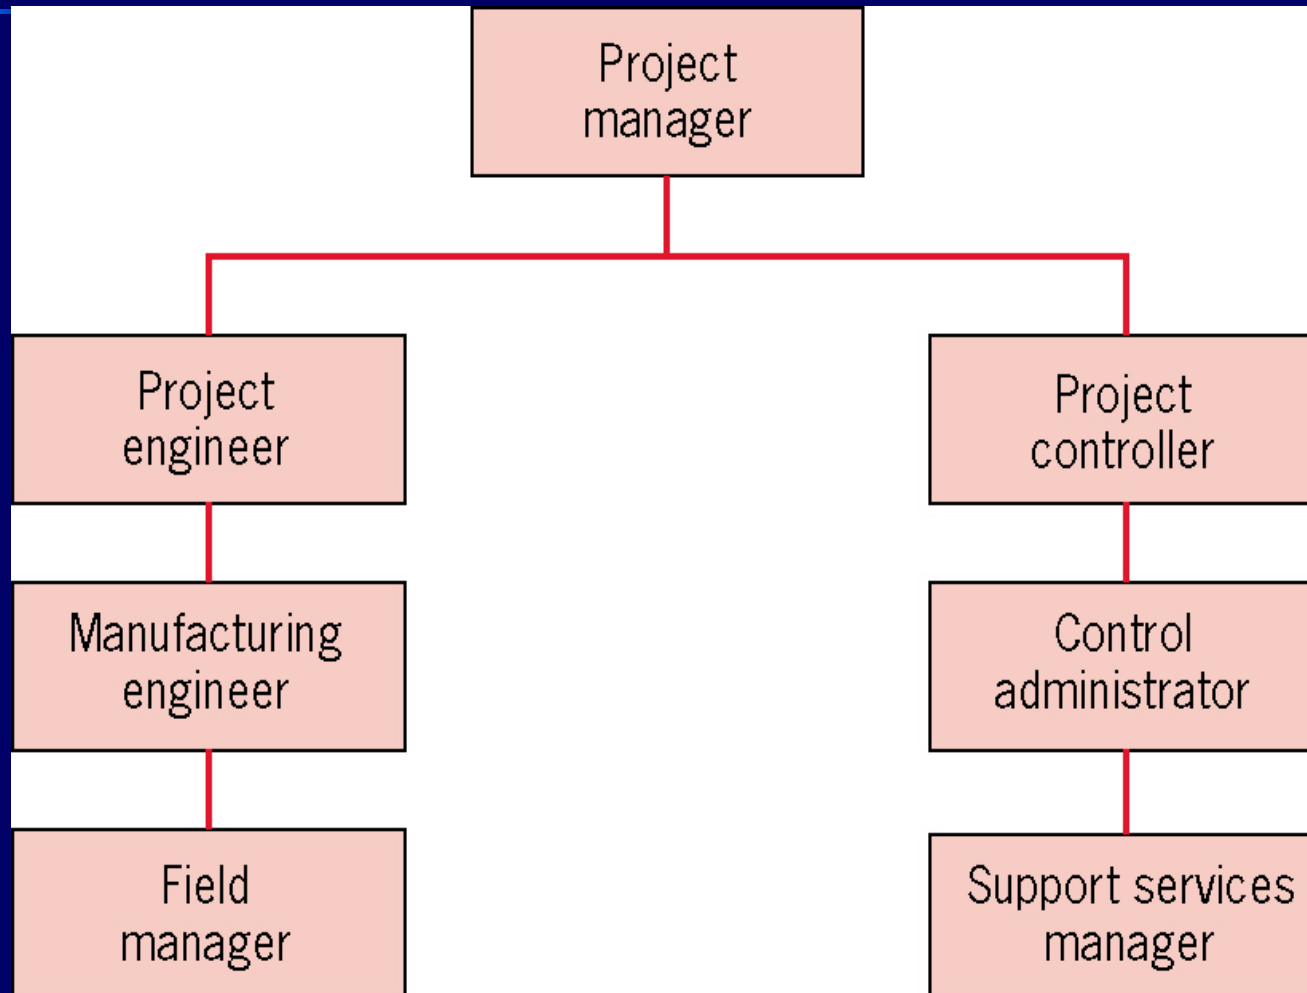 Project
manager
Project
engineer
Project
controller
Manufacturing
engineer
Control
administrator
Field
manager
Support services
manager